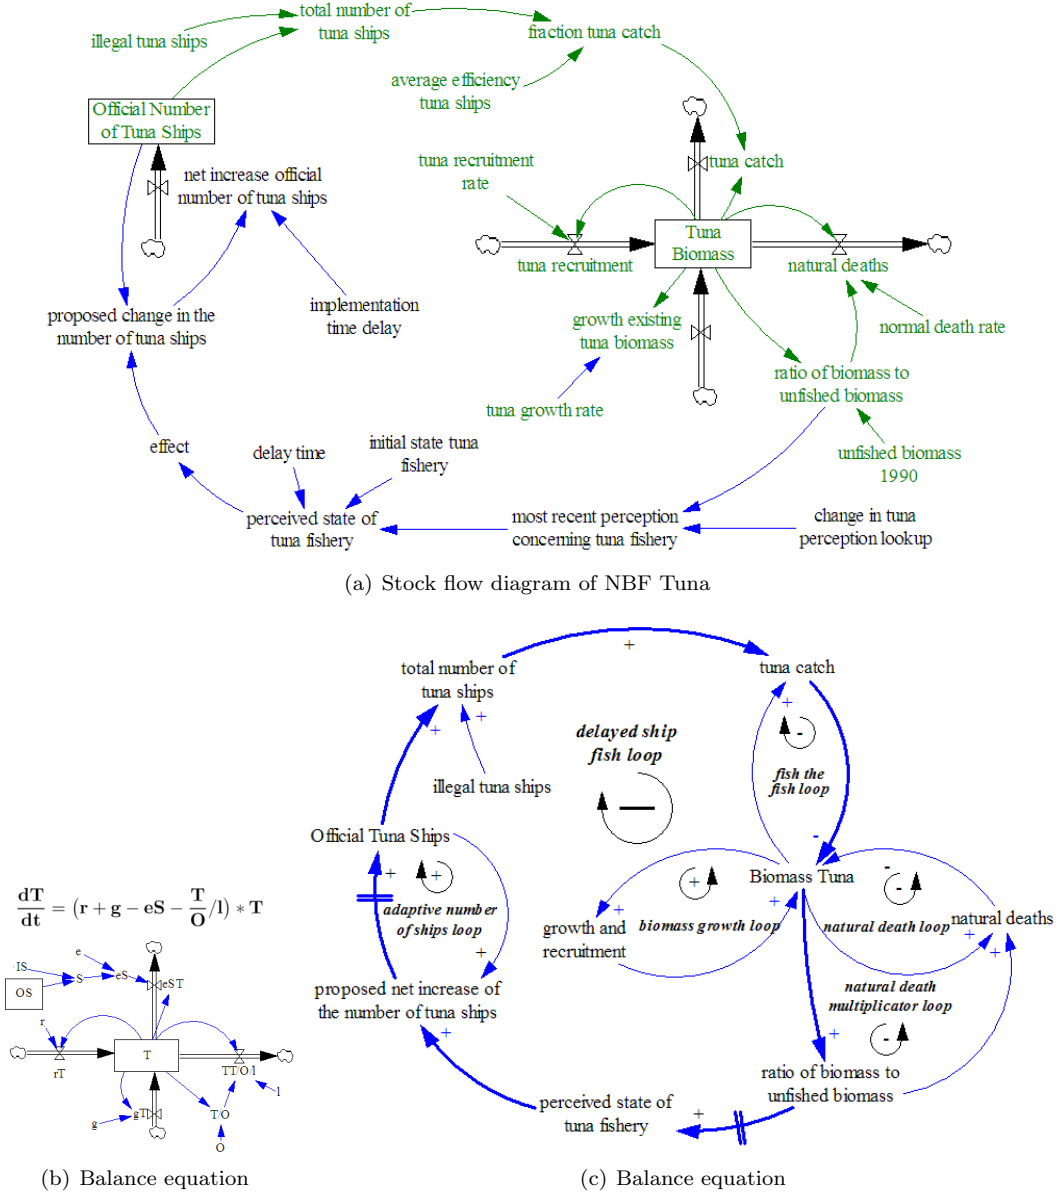 total number of
tuna ships
illegal tuna ships
fraction tuna catch
average efficiency
tuna ships
Official Number
of Tuna Ships
tuna recruitment
rate
tuna catch
net increase official
number of tuna ships
Tuna
Biomass
tuna recruitment
natural deaths
implementation
time delay
proposed change in the
number of tuna ships
growth existing
tuna biomass
normal death rate
ratio of biomass to
unfished biomass
tuna growth rate
effect
delay time
initial state tuna
fishery
unfished biomass
1990
perceived state of
tuna fishery
most recent perception
concerning tuna fishery
change in tuna
perception lookup
(a) Stock flow diagram of NBF Tuna
total number of
tuna ships
+
tuna catch
+
+
+
-
delayed ship
fish loop
fish the
fish loop
illegal tuna ships
-
Official Tuna Ships
+
+
-
Biomass Tuna
+
-
-
adaptive number
of ships loop
+
+
growth and
recruitment
biomass growth loop
+
natural death loop
natural deaths
+
+
proposed net increase of
the number of tuna ships
+
natural death
multiplicator loop
-
+
ratio of biomass to
unfished biomass
perceived state of
tuna fishery
+
dT/dt = (r + g − eS − T/O/l) * T
IS
e
OS
S
eS
eST
r
T
rT
TT/O/l
gT
T/O
l
g
O
(b) Balance equation
(c) Balance equation